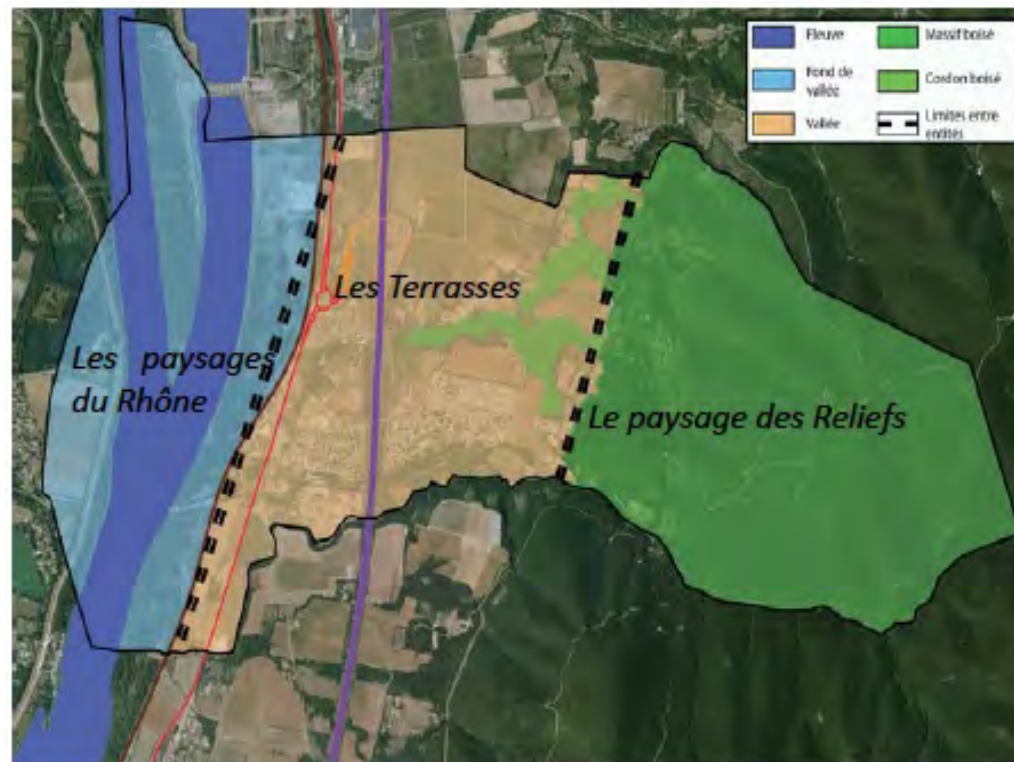 Fleuve
Massif boisé
Fond de
vallée
Cordon boisé
Vallée
Limites entre
entités
Les Terrasses
Les paysages
du Rhône
Le paysage des Reliefs